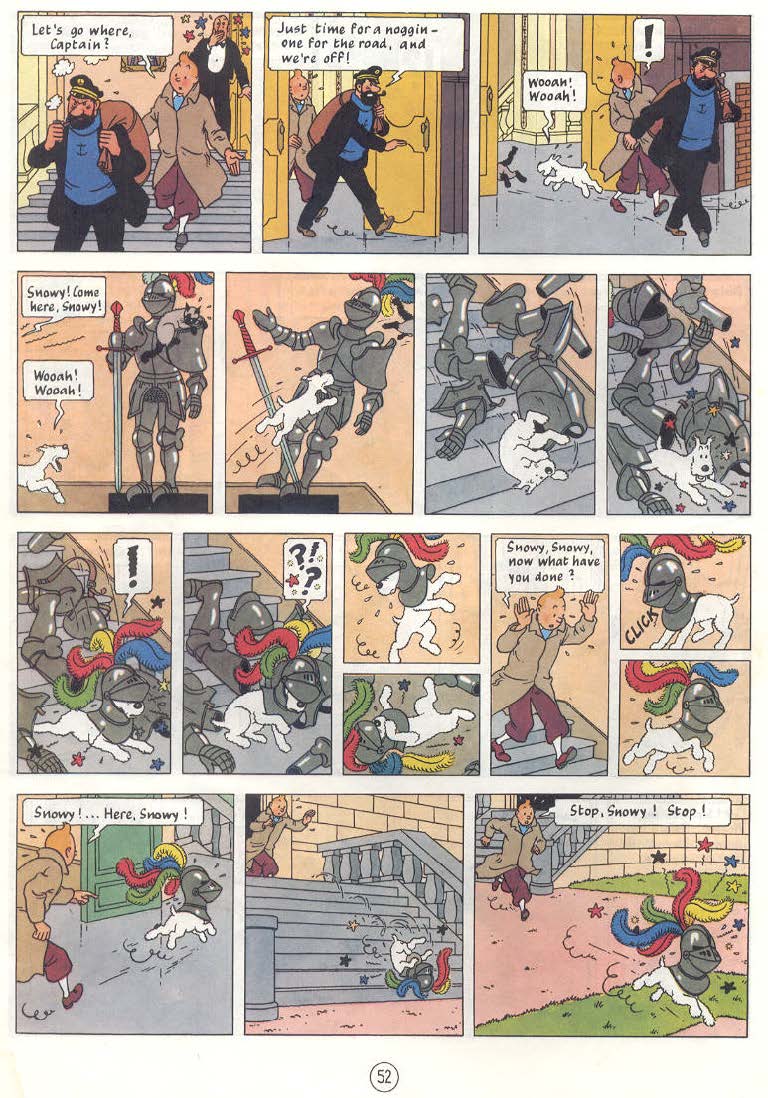 Let's go where,
Captain?
Just time for a noggin –
one for the road, and
we're off!
Wooah!
Wooah!
!
Snowy! Come
here, Snowy!
Wooah!
Wooah!
!
?!
?
Snowy, Snowy,
now what have
you done?
CLICK
Snowy!... Here, Snowy!
Stop, Snowy! Stop!
52